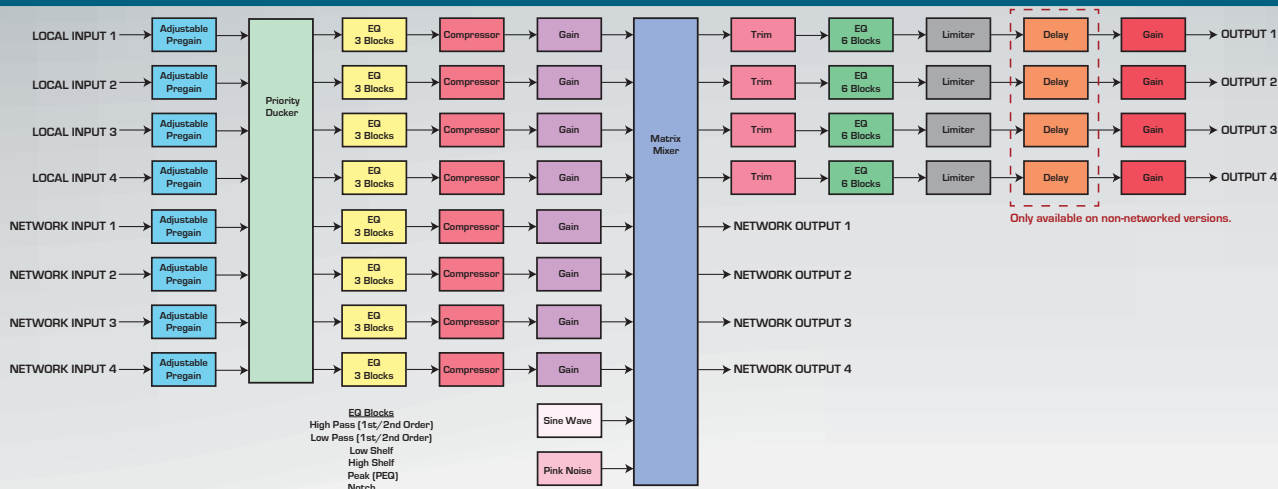 LOCAL INPUT 1
Adjustable
Pregain
EQ
3 Blocks
Compressor
Gain
Trim
EQ
6 Blocks
Limiter
Delay
Gain
OUTPUT 1
LOCAL INPUT 2
Adjustable
Pregain
EQ
3 Blocks
Compressor
Gain
Trim
EQ
6 Blocks
Limiter
Delay
Gain
OUTPUT 2
Priority
Ducker
LOCAL INPUT 3
Adjustable
Pregain
EQ
3 Blocks
Compressor
Gain
Matrix
Mixer
Trim
EQ
6 Blocks
Limiter
Delay
Gain
OUTPUT 3
LOCAL INPUT 4
Adjustable
Pregain
EQ
3 Blocks
Compressor
Gain
Trim
EQ
6 Blocks
Limiter
Delay
Gain
OUTPUT 4
Only available on non-networked versions.
NETWORK INPUT 1
Adjustable
Pregain
EQ
3 Blocks
Compressor
Gain
NETWORK OUTPUT 1
NETWORK INPUT 2
Adjustable
Pregain
EQ
3 Blocks
Compressor
Gain
NETWORK OUTPUT 2
NETWORK INPUT 3
Adjustable
Pregain
EQ
3 Blocks
Compressor
Gain
NETWORK OUTPUT 3
NETWORK INPUT 4
Adjustable
Pregain
EQ
3 Blocks
Compressor
Gain
NETWORK OUTPUT 4
EQ Blocks
High Pass (1st/2nd Order)
Low Pass (1st/2nd Order)
Low Shelf
High Shelf
Peak (PEQ)
Notch
Sine Wave
Pink Noise